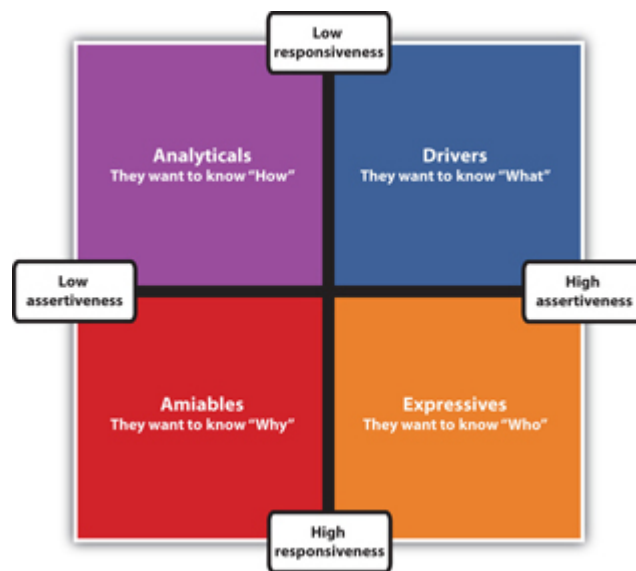 Low
responsiveness
Analyticals
They want to know “How”
Drivers
They want to know “What”
Low
assertiveness
High
assertiveness
Amiables
They want to know “Why”
Expressives
They want to know “Who”
High
responsiveness